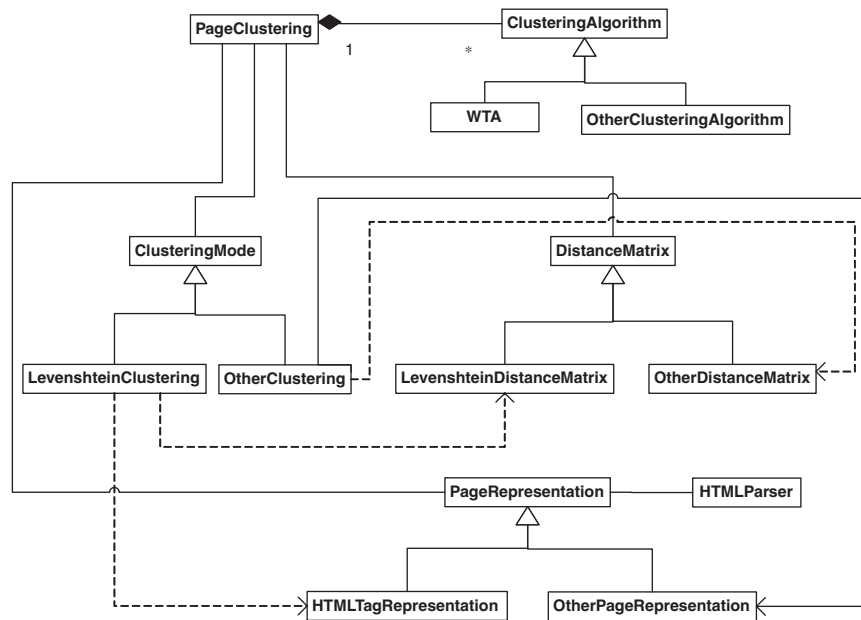 PageClustering
ClusteringAlgorithm
1
*
WTA
OtherClusteringAlgorithm
ClusteringMode
DistanceMatrix
LevenshteinClustering
OtherClustering
LevenshteinDistanceMatrix
OtherDistanceMatrix
PageRepresentation
HTMLParser
HTMLTagRepresentation
OtherPageRepresentation